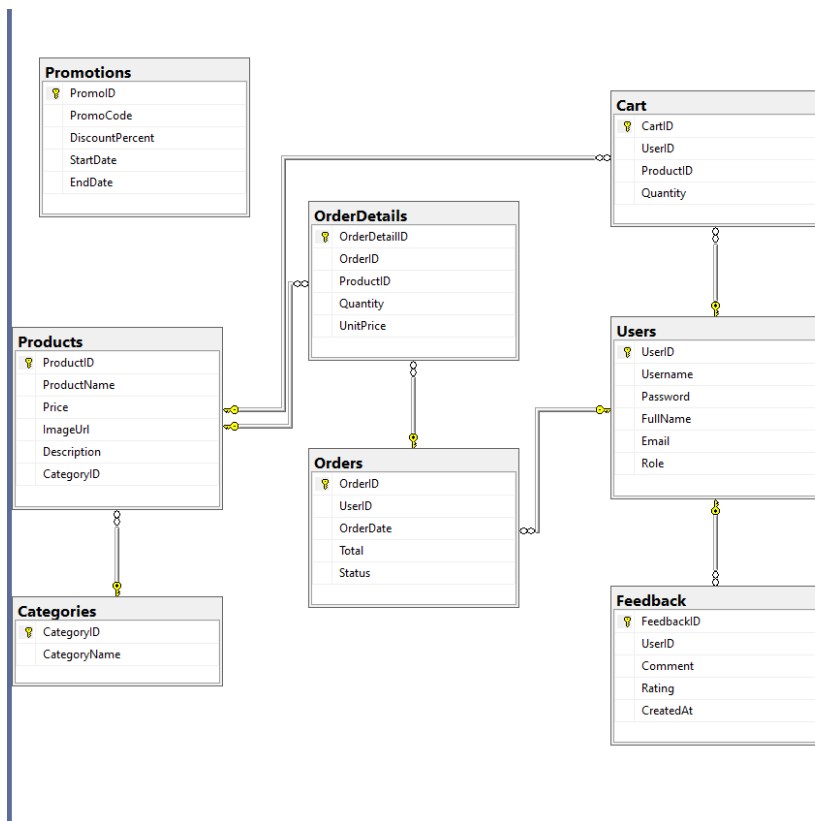 Promotions
PromoID
PromoCode
DiscountPercent
StartDate
EndDate
Cart
CartID
UserID
ProductID
Quantity
OrderDetails
OrderDetailID
OrderID
ProductID
Quantity
UnitPrice
Products
ProductID
ProductName
Price
ImageUrl
Description
CategoryID
Users
UserID
Username
Password
FullName
Email
Role
Orders
OrderID
UserID
OrderDate
Total
Status
Categories
CategoryID
CategoryName
Feedback
FeedbackID
UserID
Comment
Rating
CreatedAt